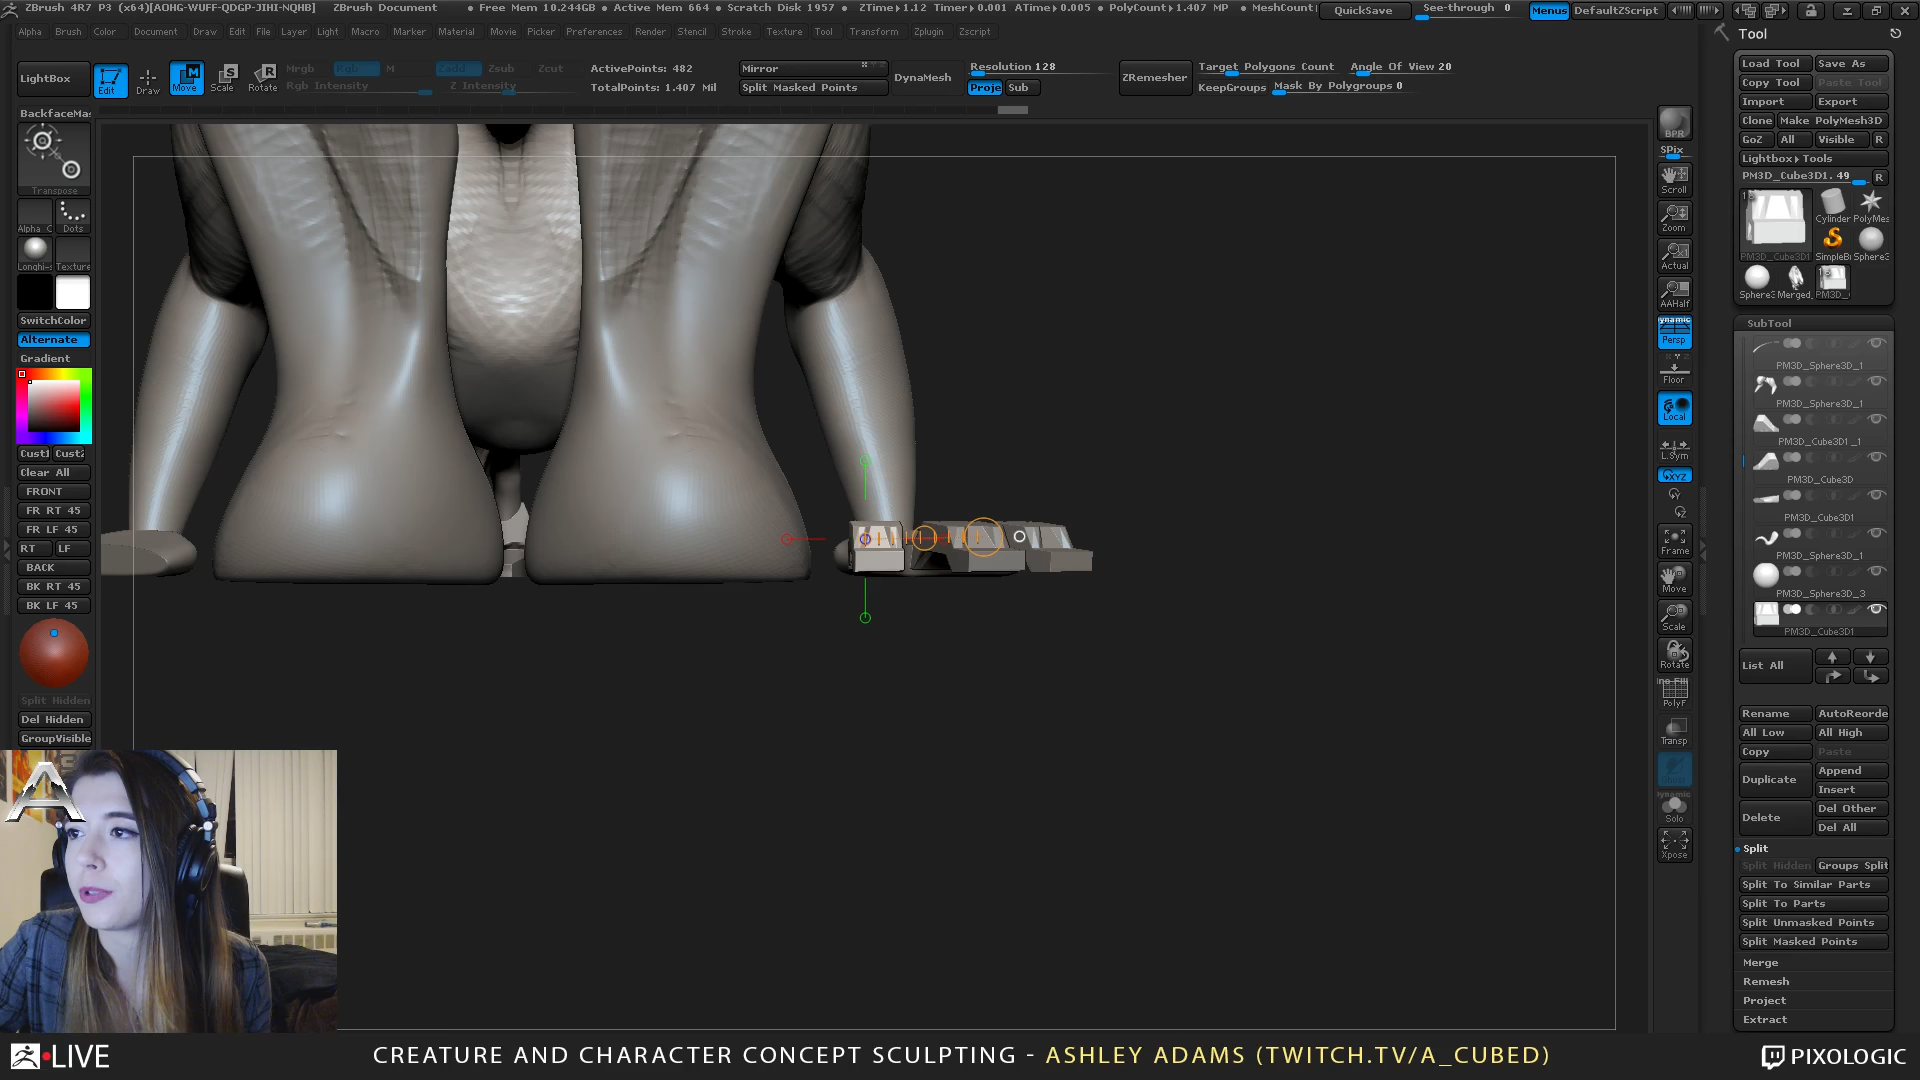 ZBrush 4R7 P3 (x64)[AOHG-WUFF-QDGP-JIHI-NQHB] ZBrush Document • Free Mem 10.244GB • Active Mem 664 • Scratch Disk 1957 • ZTime▸1.12 Timer▸0.001 ATime▸0.005 • PolyCount▸1.407 MP • MeshCount QuickSave See-through 0 Menus DefaultZScript
Alpha Brush Color Document Draw Edit File Layer Light Macro Marker Material Movie Picker Preferences Render Stencil Stroke Texture Tool Transform Zplugin Zscript
LightBox Edit Draw Move Scale Rotate
Mrgb Rgb M Zadd Zsub Zcut
Rgb Intensity Z Intensity
ActivePoints: 482
TotalPoints: 1.407 Mil
Mirror
Split Masked Points
DynaMesh
Resolution 128
Proje Sub
ZRemesher
Target Polygons Count Angle Of View 20
KeepGroups Mask By Polygroups 0
BackfaceMas
Transpose
Alpha Dots
Texture
SwitchColor
Alternate
Gradient
Cust1 Cust2
Clear All
FRONT
FR RT 45
FR LF 45
RT LF
BACK
BK RT 45
BK LF 45
Split Hidden
Del Hidden
GroupVisible
BPR
SPix
Scroll
Zoom
Actual
AAHalf
ynamic
Persp
Floor
Local
L.Sym
XYZ
Frame
Move
Scale
Rotate
PolyF
Transp
Ghost
Dynamic
Solo
Xpose
Tool
Load Tool Save As
Copy Tool Paste Tool
Import Export
Clone Make PolyMesh3D
GoZ All Visible R
Lightbox▸Tools
PM3D_Cube3D1. 49 R
Cylinder PolyMes
PM3D_Cube3D1 SimpleB Sphere3
Sphere3 Merged_ PM3D_
SubTool
PM3D_Sphere3D_1
PM3D_Sphere3D_1
PM3D_Cube3D1_1
PM3D_Cube3D
PM3D_Cube3D1
PM3D_Sphere3D_1
PM3D_Sphere3D_3
PM3D_Cube3D1
List All
Rename AutoReorde
All Low All High
Copy Paste
Duplicate Append
Insert
Delete Del Other
Del All
Split
Split Hidden Groups Split
Split To Similar Parts
Split To Parts
Split Unmasked Points
Split Masked Points
Merge
Remesh
Project
Extract
LIVE
CREATURE AND CHARACTER CONCEPT SCULPTING - ASHLEY ADAMS (TWITCH.TV/A_CUBED)
PIXOLOGIC